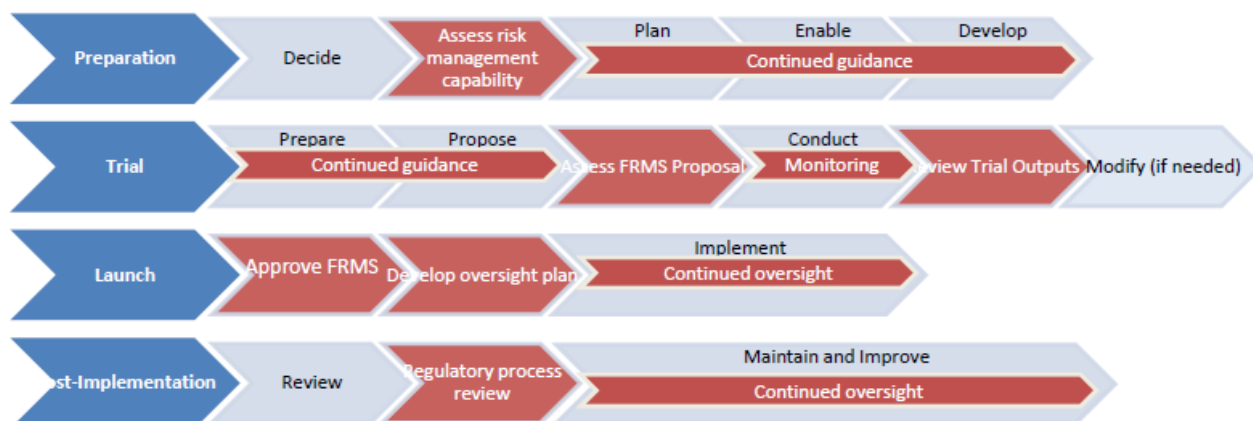 Preparation
Decide
Assess risk
management
capability
Plan
Enable
Develop
Continued guidance
Trial
Prepare
Propose
Continued guidance
Assess FRMS Proposal
Conduct
Monitoring
view Trial Outputs
Modify (if needed)
Launch
Approve FRMS
Develop oversight plan
Implement
Continued oversight
ost-Implementation
Review
Regulatory process
review
Maintain and Improve
Continued oversight